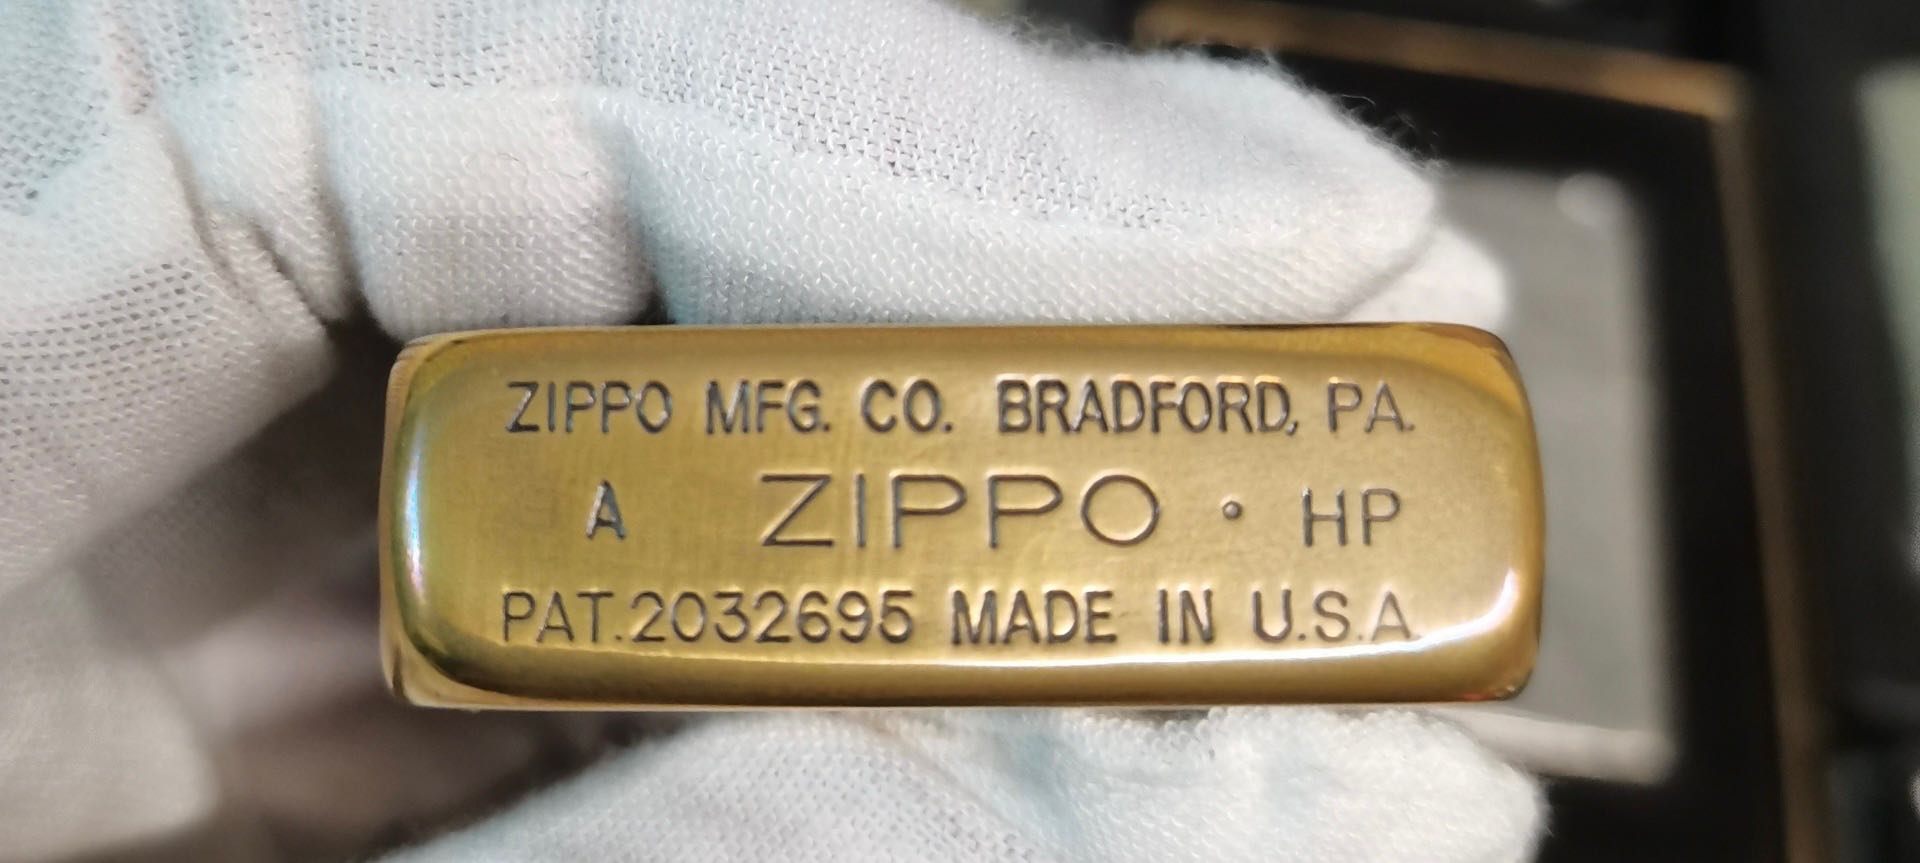 ZIPPO MFG. CO. BRADFORD, PA.
A ZIPPO · HP
PAT.2032695 MADE IN U.S.A.